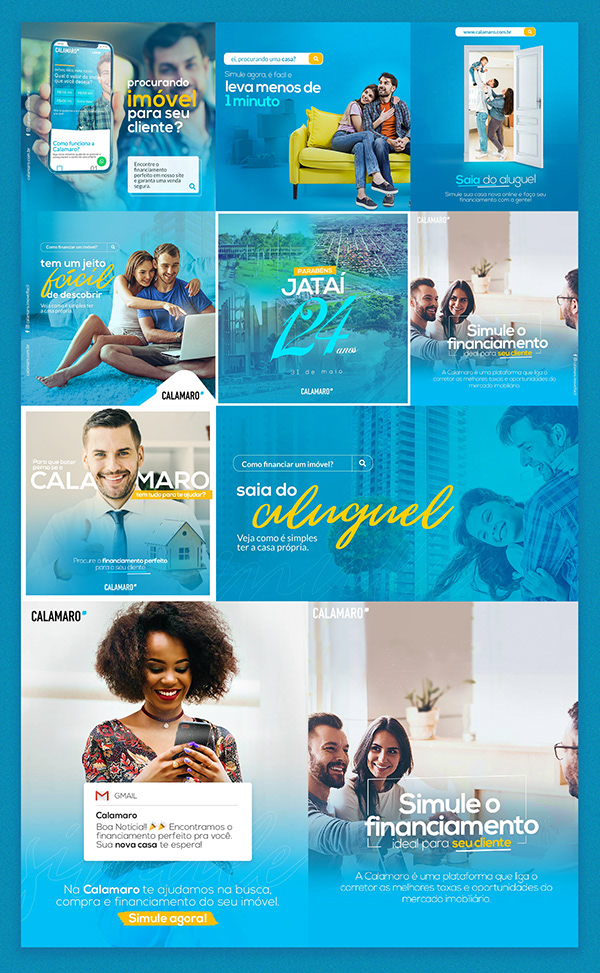 CALAMARO
Qual o valor do imóvel
que você deseja?
Como funciona a
Calamaro?
01
procurando
imóvel
para seu
cliente?
Encontre o
financiamento
perfeito em nosso site
e garanta uma venda
segura.
ei, procurando uma casa?
Simule agora, é fácil e
leva menos de
1 minuto
www.calamaro.com.br
Saia do aluguel
Simule sua casa nova online e faça seu
financiamento com a gente!
Como financiar um imóvel?
tem um jeito
fácil
de descobrir
Veja como é simples ter
a casa própria.
CALAMARO
PARABÉNS
JATAÍ
124
anos
31 de maio
CALAMARO
CALAMARO
Simule o
financiamento
ideal para seu cliente
A Calamaro é uma plataforma que liga o
corretor as melhores taxas e oportunidades do
mercado imobiliário.
Para que bater
perna se a
CALAMARO
tem tudo para te ajudar?
Procure o financiamento perfeito
para o seu cliente
CALAMARO
Como financiar um imóvel?
saia do
aluguel
Veja como é simples
ter a casa própria.
CALAMARO
GMAIL
Calamaro
Boa Notícia!! 🎉🎉 Encontramos o
financiamento perfeito pra você.
Sua nova casa te espera!
Na Calamaro te ajudamos na busca,
compra e financiamento do seu imóvel.
Simule agora!
CALAMARO
Simule o
financiamento
ideal para seu cliente
A Calamaro é uma plataforma que liga o
corretor as melhores taxas e oportunidades do
mercado imobiliário.